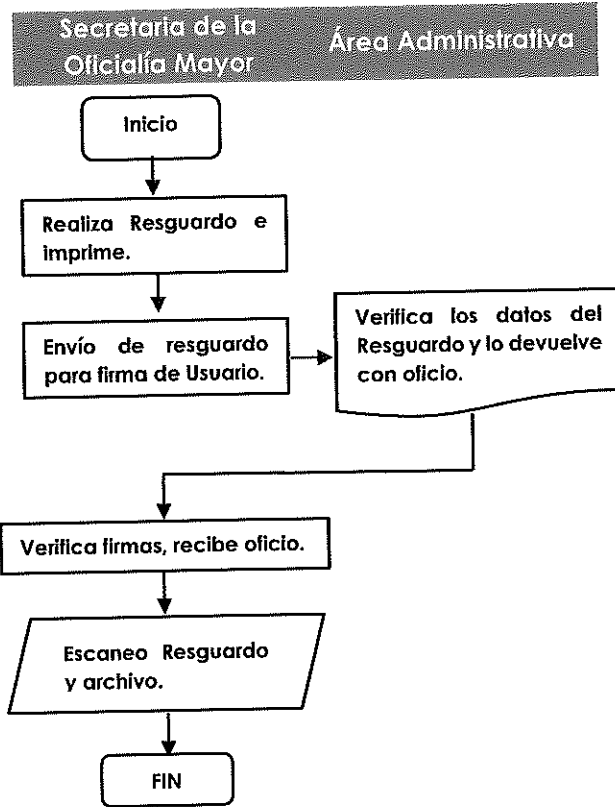 Secretaria de la
Oficialía Mayor
Área Administrativa
Inicio
Realiza Resguardo e
imprime.
Envío de resguardo
para firma de Usuario.
Verifica los datos del
Resguardo y lo devuelve
con oficio.
Verifica firmas, recibe oficio.
Escaneo Resguardo
y archivo.
FIN